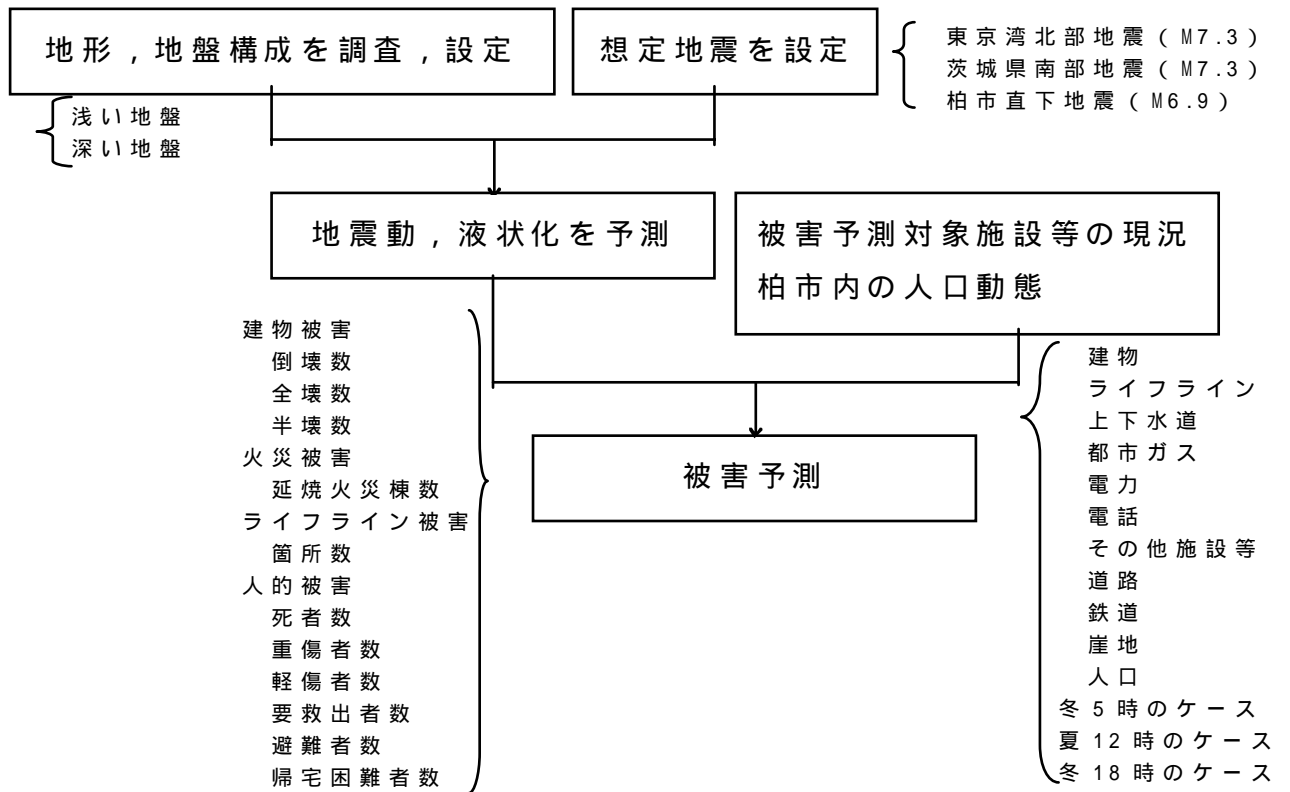 地形，地盤構成を調査，設定
想定地震を設定
東京湾北部地震（M7.3）
茨城県南部地震（M7.3）
柏市直下地震（M6.9）
浅い地盤
深い地盤
地震動，液状化を予測
被害予測対象施設等の現況
柏市内の人口動態
建物被害
倒壊数
全壊数
半壊数
火災被害
延焼火災棟数
ライフライン被害
箇所数
人的被害
死者数
重傷者数
軽傷者数
要救出者数
避難者数
帰宅困難者数
被害予測
建物
ライフライン
上下水道
都市ガス
電力
電話
その他施設等
道路
鉄道
崖地
人口
冬5時のケース
夏12時のケース
冬18時のケース